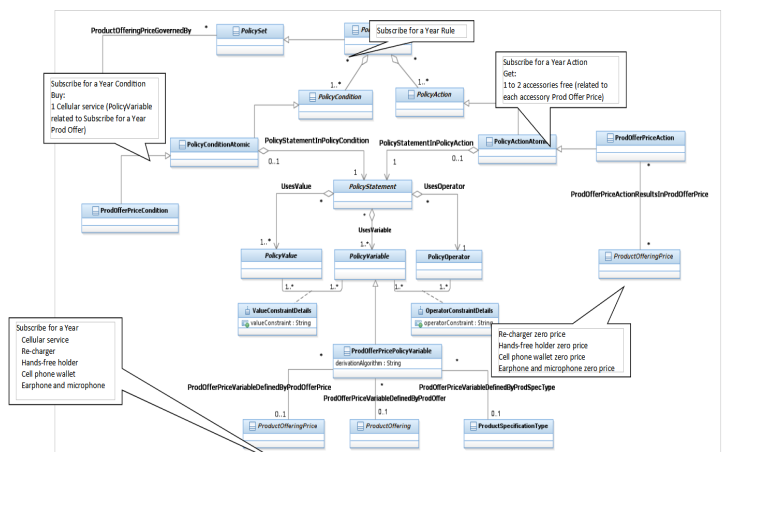 ProductOfferingPriceGovernedBy
*
PolicySet
Subscribe for a Year Rule
*
*
Subscribe for a Year Condition
Buy:
1 Cellular service (PolicyVariable
related to Subscribe for a Year
Prod Offer)
Subscribe for a Year Action
Get:
1 to 2 accessories free (related to
each accessory Prod Offer Price)
1..*
1..*
PolicyCondition
PolicyAction
PolicyConditionAtomic
PolicyStatementInPolicyCondition
0..1
1
PolicyStatementInPolicyAction
1
0..1
ProdOfferPriceAction
*
ProdOfferPriceActionResultsInProdOfferPrice
*
ProductOfferingPrice
ProdOfferPriceCondition
PolicyStatement
UsesValue
*
UsesOperator
*
*
UsesVariable
1..*
1..*
1
PolicyValue
PolicyVariable
PolicyOperator
1..*
1..*
1..*
1..*
ValueConstraintDetails
valueConstraint : String
OperatorConstraintDetails
operatorConstraint : String
Subscribe for a Year
Cellular service
Re-charger
Hands-free holder
Cell phone wallet
Earphone and microphone
Re-charger zero price
Hands-free holder zero price
Cell phone wallet zero price
Earphone and microphone zero price
ProdOfferPricePolicyVariable
derivationAlgorithm : String
*
*
*
ProdOfferPriceVariableDefinedByProdOfferPrice
ProdOfferPriceVariableDefinedByProdSpecType
ProdOfferPriceVariableDefinedByProdOffer
0..1
0..1
0..1
ProductOfferingPrice
ProductOffering
ProductSpecificationType